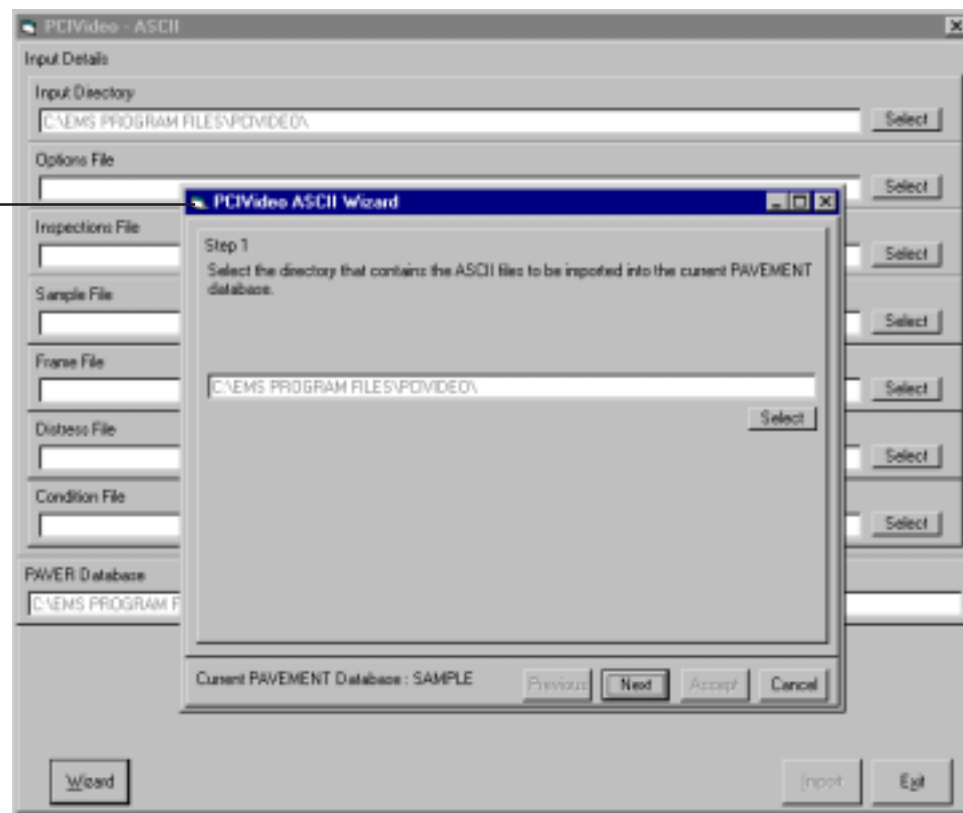 PCIVideo - ASCII
Input Details
Input Directory
C:\EMS PROGRAM FILES\PCIVIDEO\
Select
Options File
Select
Inspections File
Select
Sample File
Select
Frame File
Select
Distress File
Select
Condition File
Select
PAVER Database
C:\EMS PROGRAM F
PCIVideo ASCII Wizard
Step 1
Select the directory that contains the ASCII files to be imported into the current PAVEMENT
database.
C:\EMS PROGRAM FILES\PCIVIDEO\
Select
Current PAVEMENT Database : SAMPLE
Previous
Next
Accept
Cancel
Wizard
Import
Exit